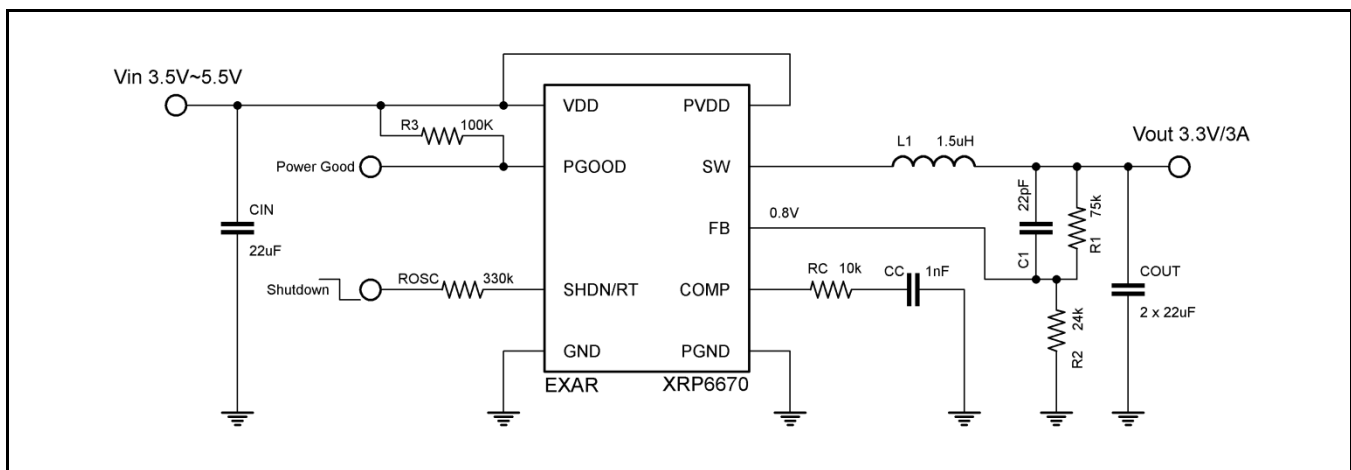 Vin 3.5V~5.5V
VDD
PVDD
R3 100K
Vout 3.3V/3A
L1 1.5uH
Power Good
PGOOD
SW
22pF
75k
CIN
0.8V
FB
C1
R1
22uF
RC 10k
CC 1nF
COUT
Shutdown
ROSC 330k
SHDN/RT
COMP
2 x 22uF
24k
R2
GND
PGND
EXAR
XRP6670